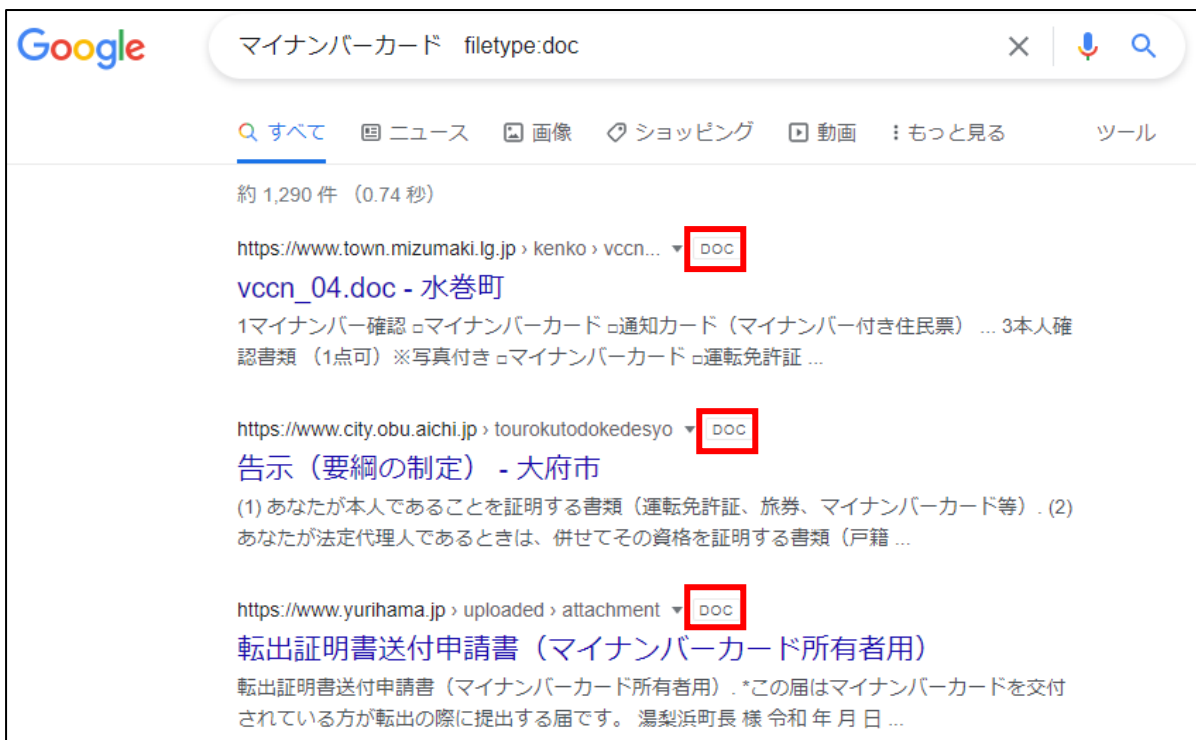 Google
マイナンバーカード　filetype:doc
すべて ニュース 画像 ショッピング 動画 もっと見る ツール
約 1,290 件 （0.74 秒）
https://www.town.mizumaki.lg.jp › kenko › vccn... DOC
vccn_04.doc - 水巻町
1マイナンバー確認 □マイナンバーカード □通知カード（マイナンバー付き住民票） ... 3本人確
認書類 （1点可）※写真付き □マイナンバーカード □運転免許証 ...
https://www.city.obu.aichi.jp › tourokutodokedesyo DOC
告示（要綱の制定） - 大府市
(1) あなたが本人であることを証明する書類（運転免許証、旅券、マイナンバーカード等）. (2)
あなたが法定代理人であるときは、併せてその資格を証明する書類（戸籍 ...
https://www.yurihama.jp › uploaded › attachment DOC
転出証明書送付申請書（マイナンバーカード所有者用）
転出証明書送付申請書（マイナンバーカード所有者用）. *この届はマイナンバーカードを交付
されている方が転出の際に提出する届です。 湯梨浜町長 様 令和 年 月 日 ...